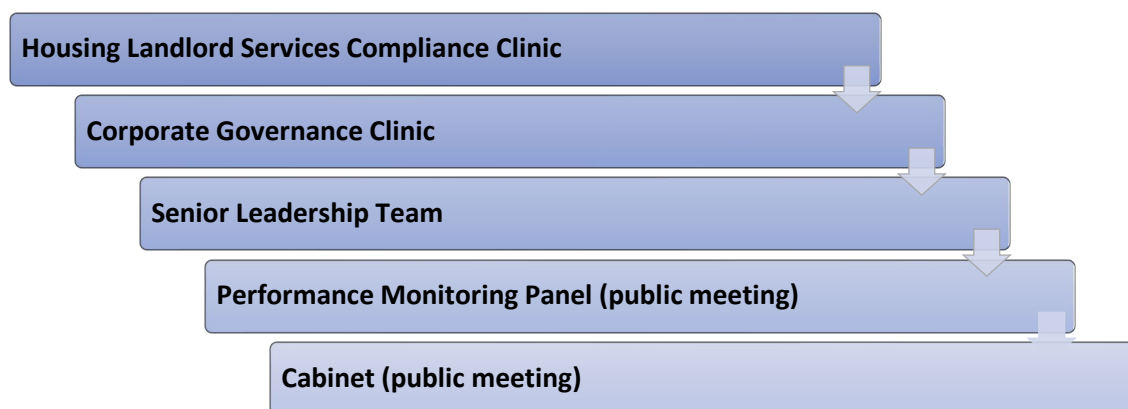 Housing Landlord Services Compliance Clinic
Corporate Governance Clinic
Senior Leadership Team
Performance Monitoring Panel (public meeting)
Cabinet (public meeting)